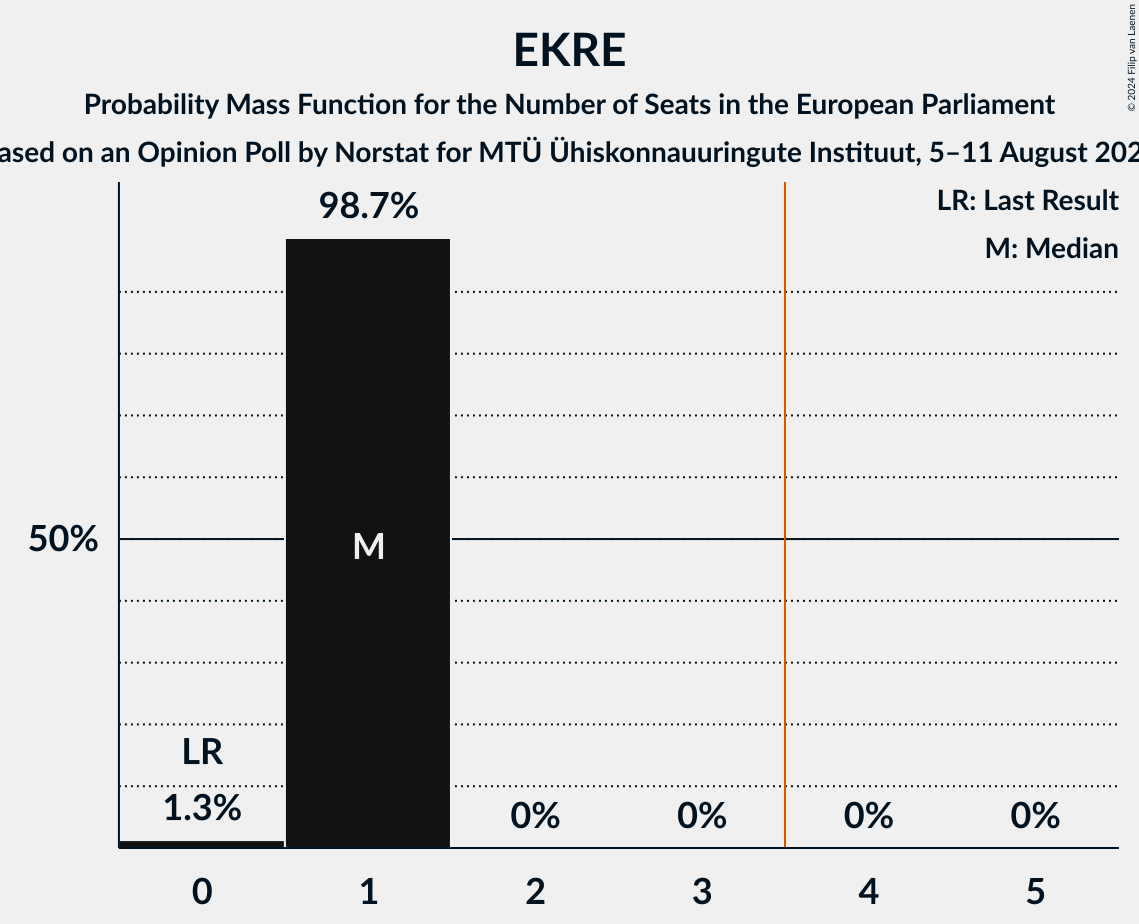 EKRE
Probability Mass Function for the Number of Seats in the European Parliament
ased on an Opinion Poll by Norstat for MTÜ Ühiskonnauuringute Instituut, 5–11 August 202
© 2024 Filip van Laenen
LR: Last Result
M: Median
98.7%
50%
M
LR
1.3%
0%
0%
0%
0%
0
1
2
3
4
5